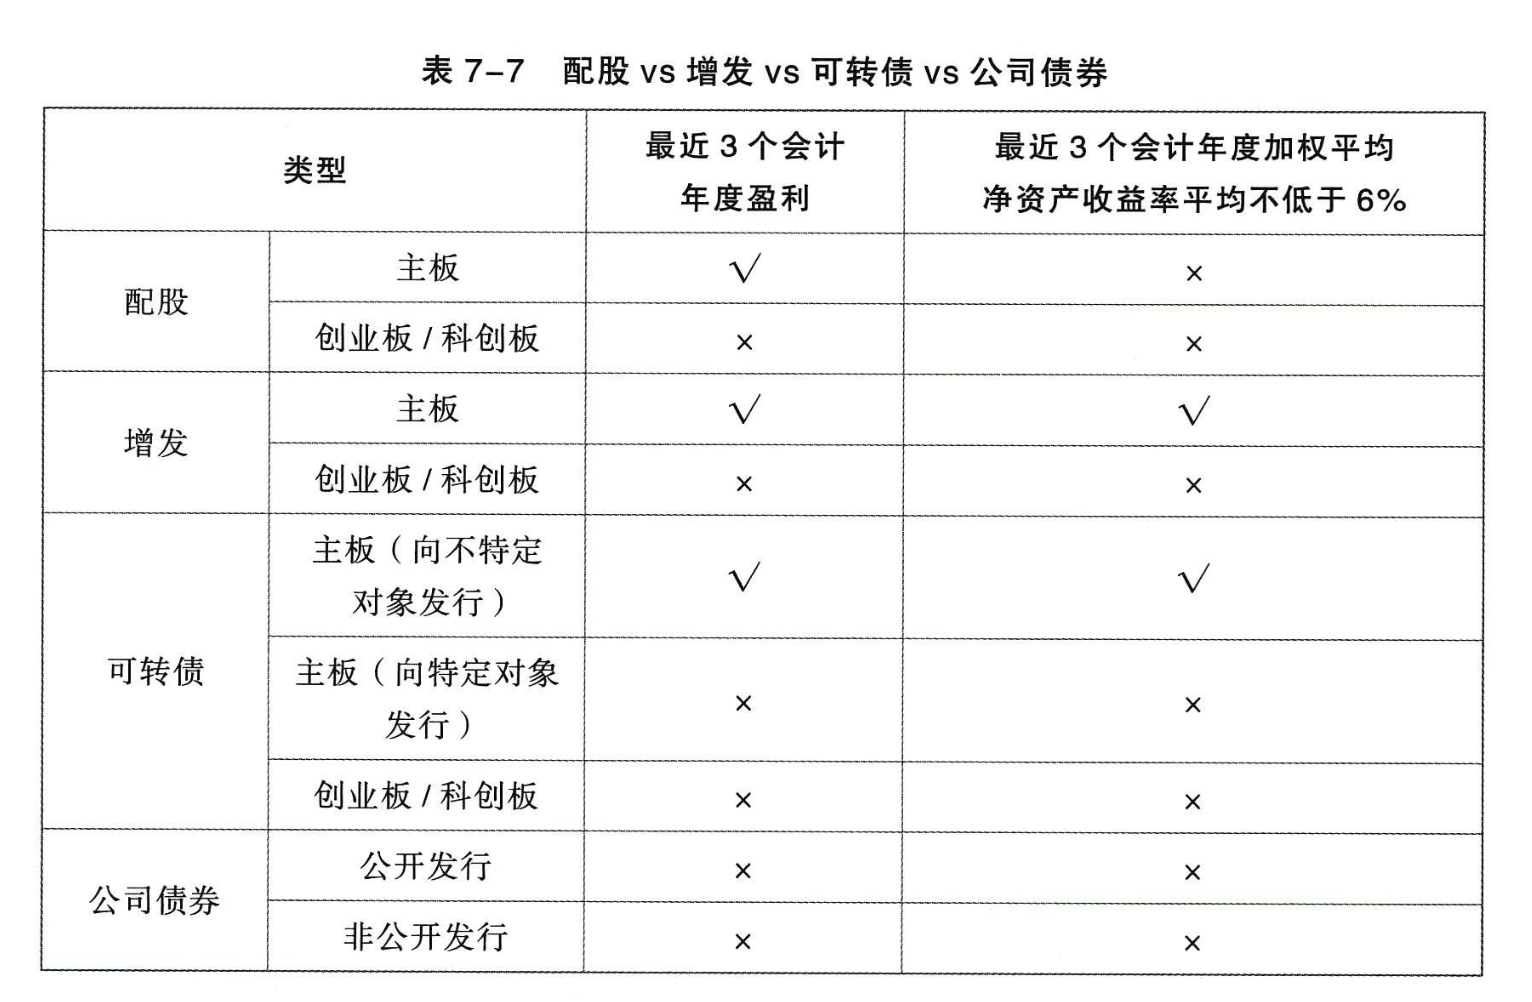 表 7-7 配股 vs 增发 vs 可转债 vs 公司债券
类型
最近 3 个会计
年度盈利
最近 3 个会计年度加权平均
净资产收益率平均不低于 6%
配股
主板
√
×
创业板 / 科创板
×
×
增发
主板
√
√
创业板 / 科创板
×
×
可转债
主板（向不特定
对象发行）
√
√
主板（向特定对象
发行）
×
×
创业板 / 科创板
×
×
公司债券
公开发行
×
×
非公开发行
×
×